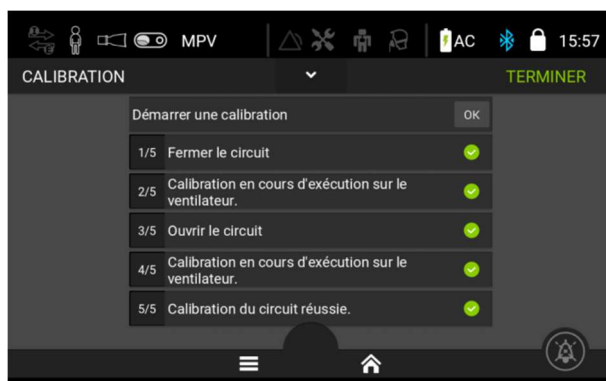 MPV
AC
15:57
CALIBRATION
TERMINER
Démarrer une calibration
OK
1/5 Fermer le circuit
2/5 Calibration en cours d'exécution sur le
ventilateur.
3/5 Ouvrir le circuit
4/5 Calibration en cours d'exécution sur le
ventilateur.
5/5 Calibration du circuit réussie.